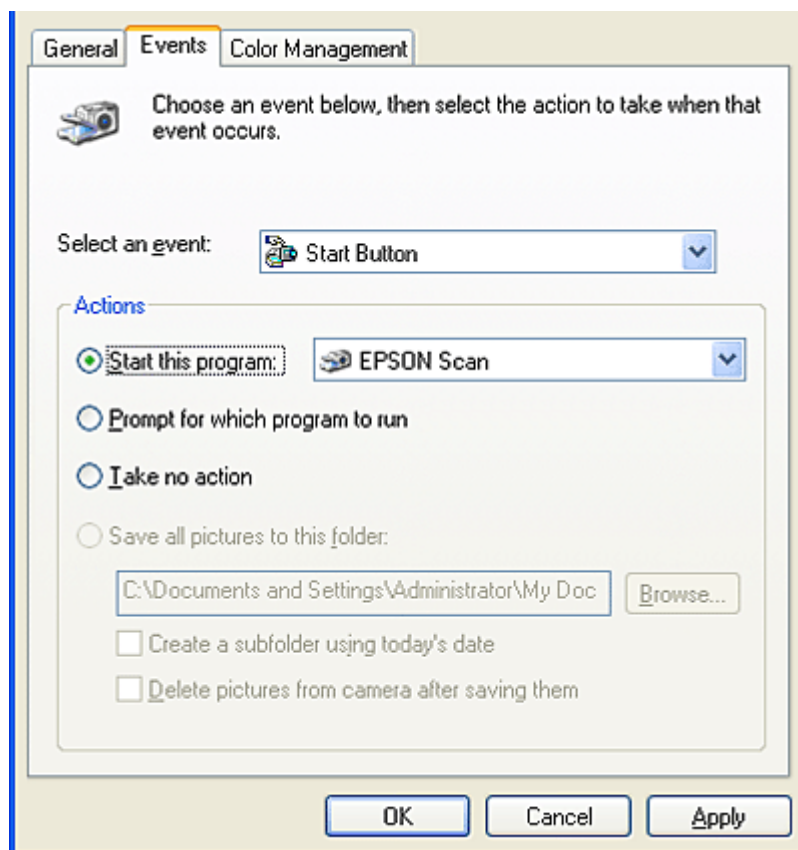 General Events Color Management
Choose an event below, then select the action to take when that
event occurs.
Select an event: Start Button
Actions
Start this program: EPSON Scan
Prompt for which program to run
Take no action
Save all pictures to this folder:
C:\Documents and Settings\Administrator\My Doc Browse...
Create a subfolder using today's date
Delete pictures from camera after saving them
OK Cancel Apply